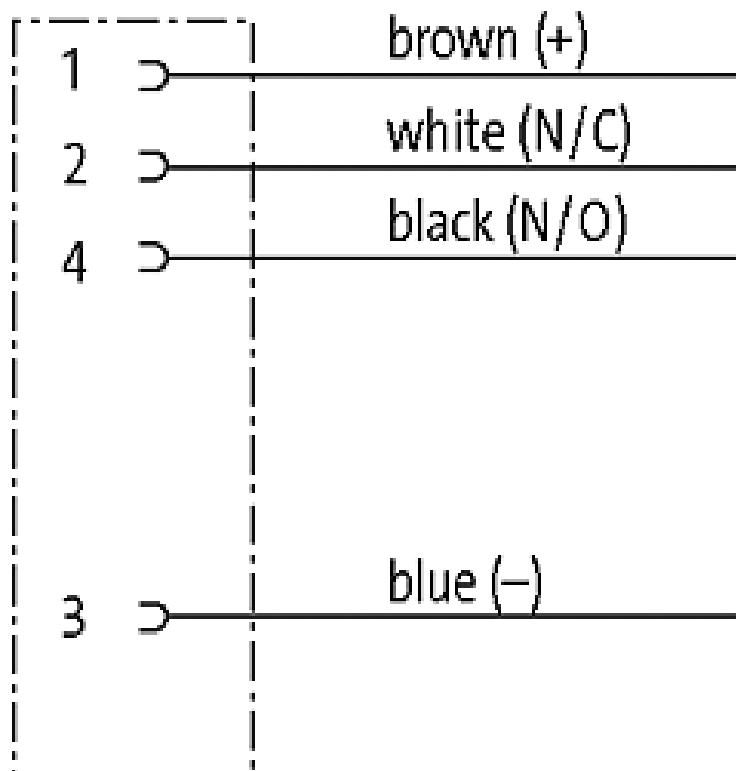 1 brown (+)
2 white (N/C)
4 black (N/O)
3 blue (–)